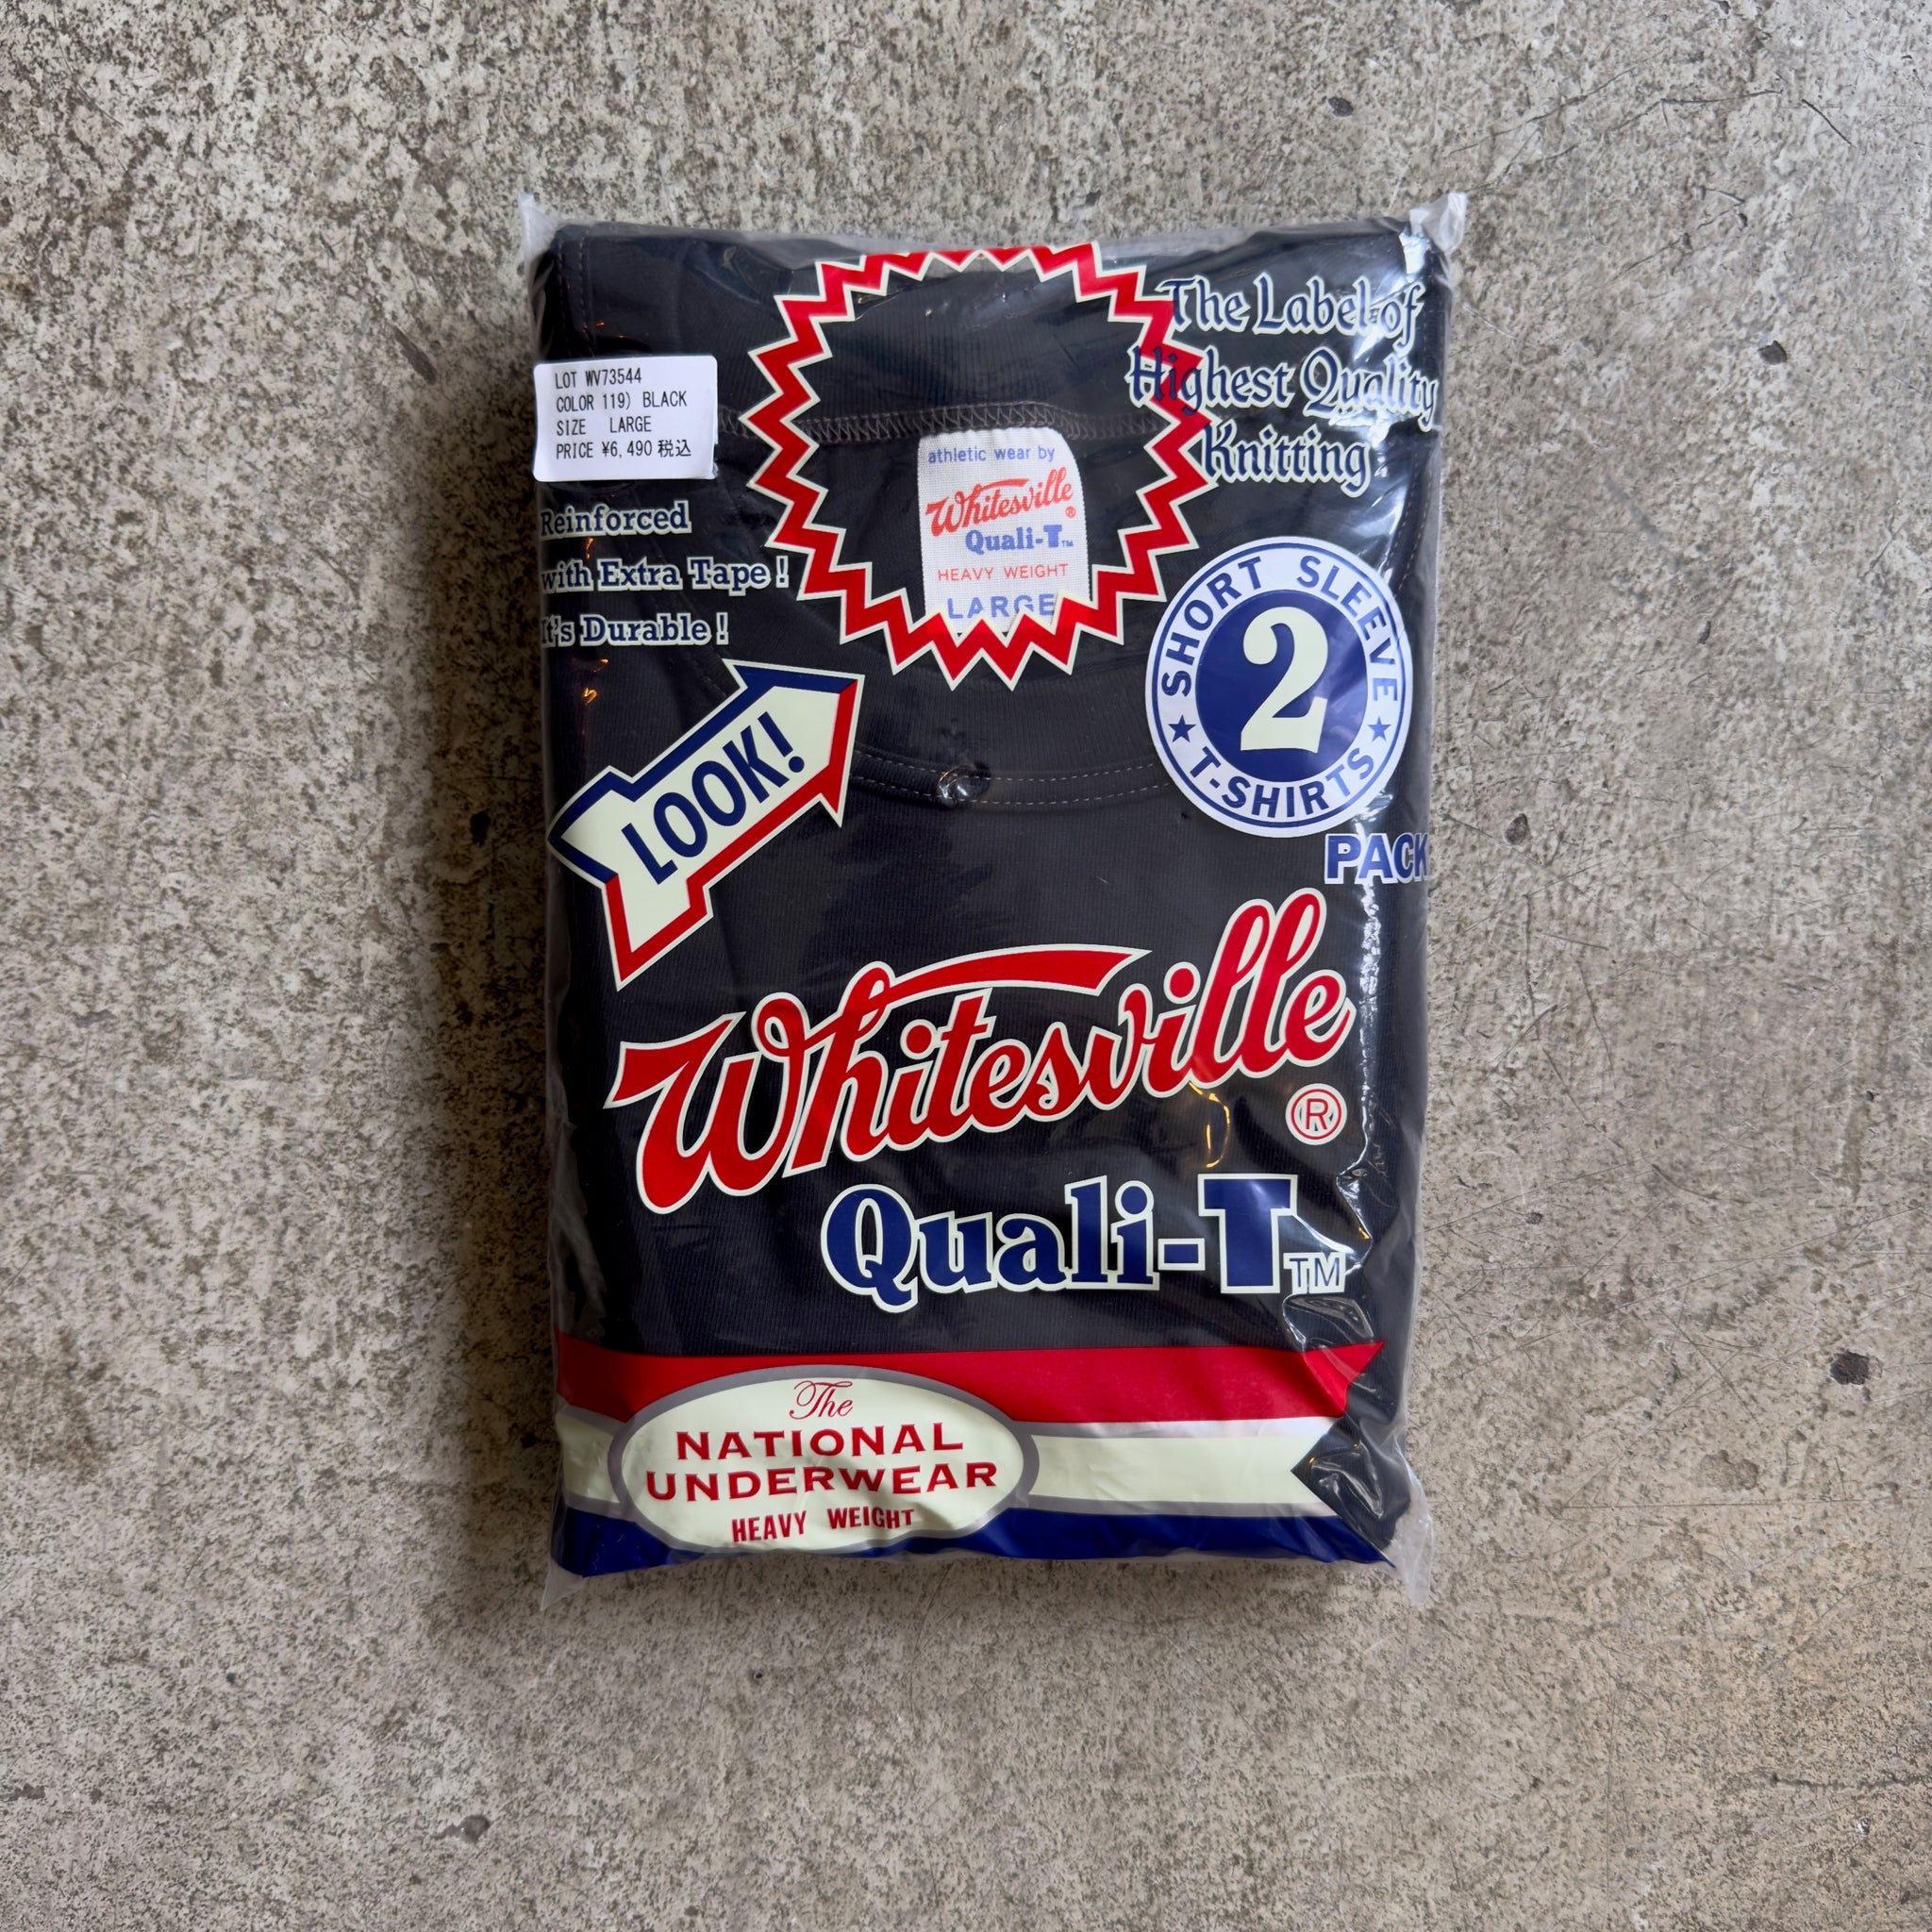 The Label of
Highest Quality
Knitting
LOT WV73544
COLOR 119) BLACK
SIZE LARGE
PRICE ¥6,490 税込
athletic wear by
Whitesville ®
Quali-T™
HEAVY WEIGHT
LARGE
Reinforced
with Extra Tape!
It's Durable!
SHORT SLEEVE
2
★ T-SHIRTS ★
PACK
LOOK!
Whitesville
®
Quali-T™
The
NATIONAL
UNDERWEAR
HEAVY WEIGHT